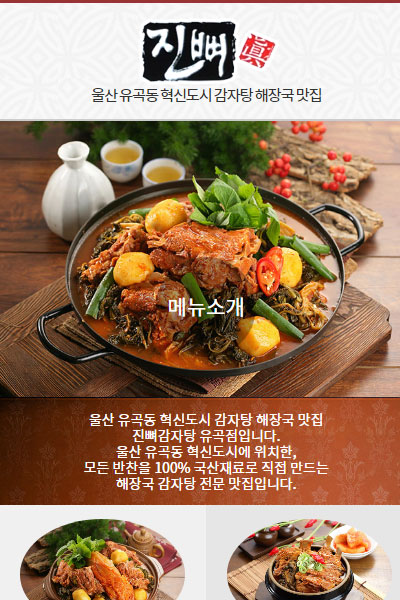 진뼈
眞
울산 유곡동 혁신도시 감자탕 해장국 맛집
메뉴소개
울산 유곡동 혁신도시 감자탕 해장국 맛집
진뼈감자탕 유곡점입니다.
울산 유곡동 혁신도시에 위치한,
모든 반찬을 100% 국산재료로 직접 만드는
해장국 감자탕 전문 맛집입니다.